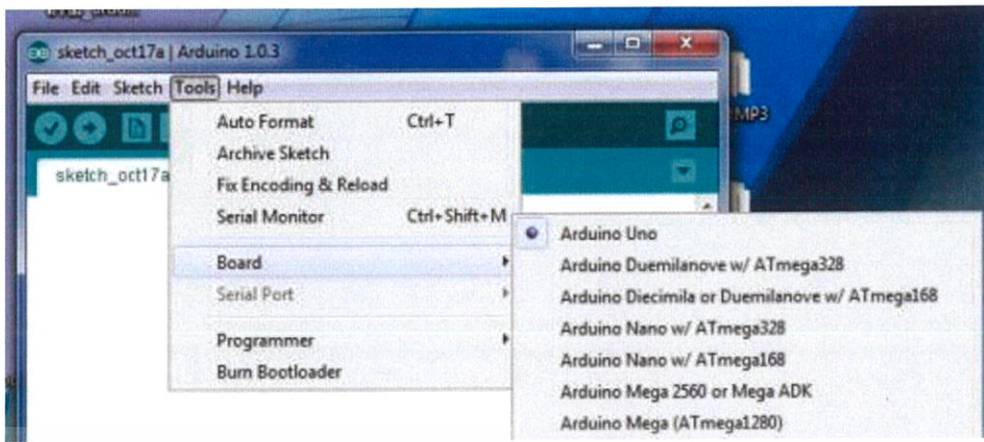 sketch_oct17a | Arduino 1.0.3
File Edit Sketch Tools Help
MP3
sketch_oct17a
Auto Format Ctrl+T
Archive Sketch
Fix Encoding & Reload
Serial Monitor Ctrl+Shift+M
Board
Serial Port
Programmer
Burn Bootloader
Arduino Uno
Arduino Duemilanove w/ ATmega328
Arduino Diecimila or Duemilanove w/ ATmega168
Arduino Nano w/ ATmega328
Arduino Nano w/ ATmega168
Arduino Mega 2560 or Mega ADK
Arduino Mega (ATmega1280)